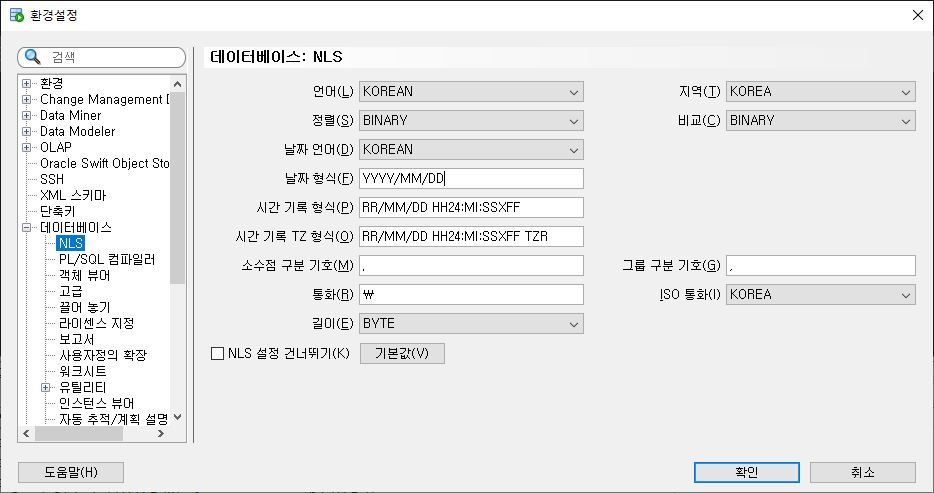 환경설정
검색
환경
Change Management D
Data Miner
Data Modeler
OLAP
Oracle Swift Object Sto
SSH
XML 스키마
단축키
데이터베이스
NLS
PL/SQL 컴파일러
객체 뷰어
고급
끌어 놓기
라이센스 지정
보고서
사용자정의 확장
워크시트
유틸리티
인스턴스 뷰어
자동 추적/계획 설명
데이터베이스: NLS
언어(L) KOREAN 지역(T) KOREA
정렬(S) BINARY 비교(C) BINARY
날짜 언어(D) KOREAN
날짜 형식(F) YYYY/MM/DD
시간 기록 형식(P) RR/MM/DD HH24:MI:SSXFF
시간 기록 TZ 형식(O) RR/MM/DD HH24:MI:SSXFF TZR
소수점 구분 기호(M) . 그룹 구분 기호(G) ,
통화(R) ₩ ISO 통화(I) KOREA
길이(E) BYTE
NLS 설정 건너뛰기(K) 기본값(V)
도움말(H) 확인 취소